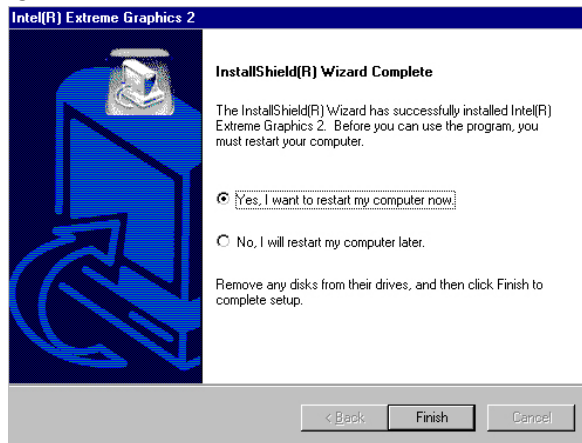 Intel(R) Extreme Graphics 2
InstallShield(R) Wizard Complete
The InstallShield(R) Wizard has successfully installed Intel(R)
Extreme Graphics 2.  Before you can use the program, you
must restart your computer.
Yes, I want to restart my computer now.
No, I will restart my computer later.
Remove any disks from their drives, and then click Finish to
complete setup.
< Back Finish Cancel